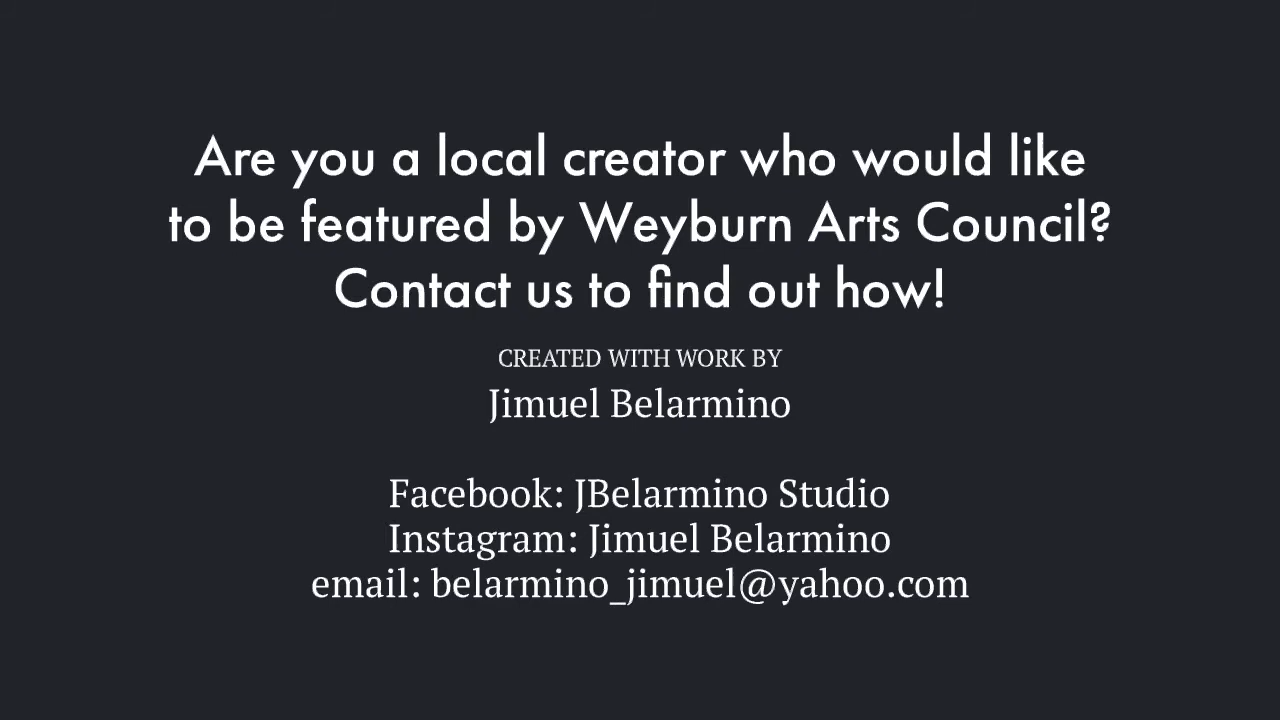 Are you a local creator who would like
to be featured by Weyburn Arts Council?
Contact us to find out how!
CREATED WITH WORK BY
Jimuel Belarmino
Facebook: JBelarmino Studio
Instagram: Jimuel Belarmino
email: belarmino_jimuel@yahoo.com